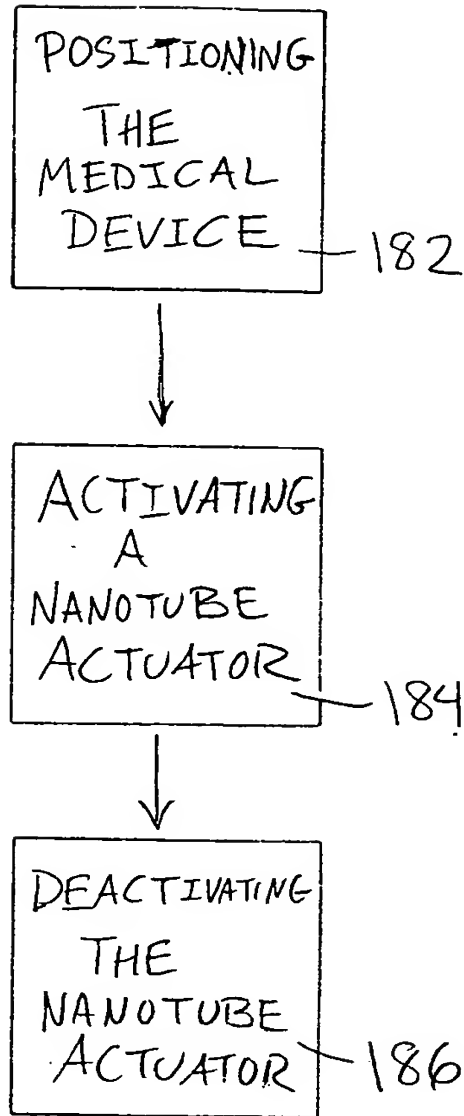 POSITIONING
THE
MEDICAL
DEVICE
182
ACTIVATING
A
NANOTUBE
ACTUATOR
184
DEACTIVATING
THE
NANOTUBE
ACTUATOR
186